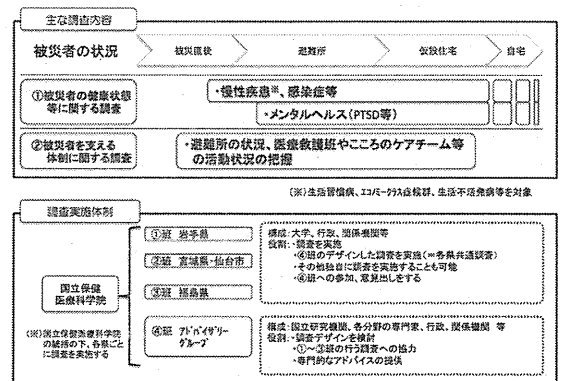 主な調査内容
被災者の状況
被災直後
避難所
仮設住宅
自宅
①被災者の健康状態
等に関する調査
・慢性疾患※、感染症等
・メンタルヘルス(PTSD等)
②被災者を支える
体制に関する調査
・避難所の状況、医療救護班やこころのケアチーム等
の活動状況の把握
(※)生活習慣病、エコノミークラス症候群、生活不活発病等を対象
調査実施体制
国立保健
医療科学院
(※)国立保健医療科学院
の統括の下、各県ごと
に調査を実施する
①班 岩手県
②班 宮城県・仙台市
③班 福島県
④班 アドバイザリー
グループ
構成:大学、行政、関係機関等
役割:・調査を実施
・④班のデザインした調査を実施(=各県共通調査)
・その他独自に調査を実施することも可能
・④班への参加、意見出しをする
構成:国立研究機関、各分野の専門家、行政、関係機関 等
役割:・調査デザインを検討
・①～③班の行う調査への協力
・専門的なアドバイスの提供